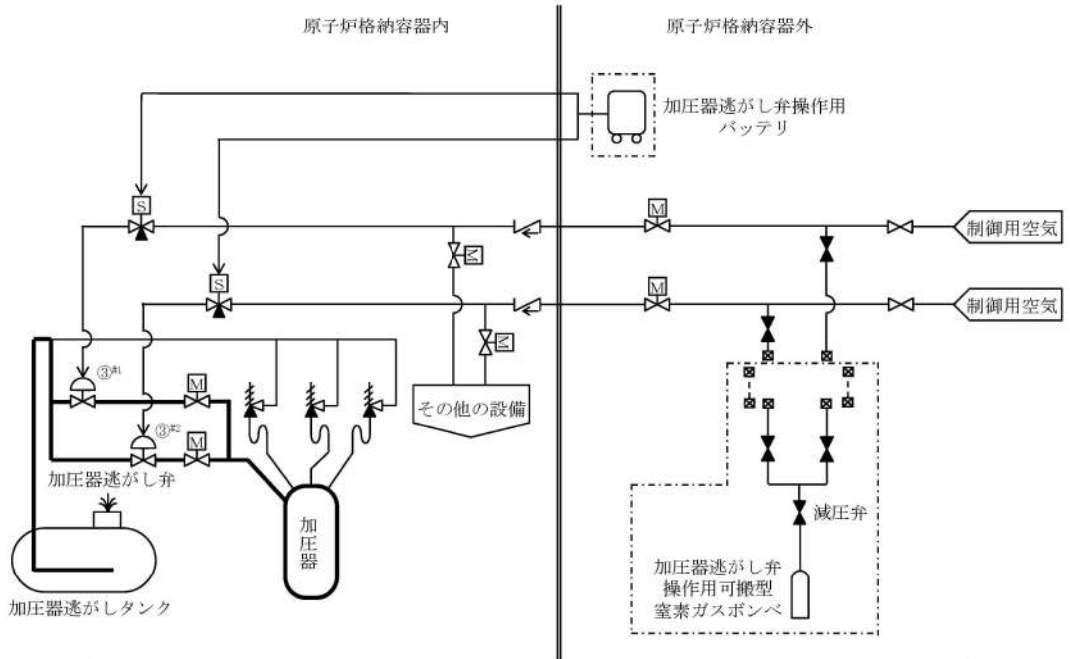 原子炉格納容器内
原子炉格納容器外
加圧器逃がし弁操作用
バッテリ
S
M
制御用空気
M
S
M
制御用空気
M
③#1
M
その他の設備
③#2
M
加圧器逃がし弁
加圧器
減圧弁
加圧器逃がし弁
操作用可搬型
窒素ガスボンベ
加圧器逃がしタンク